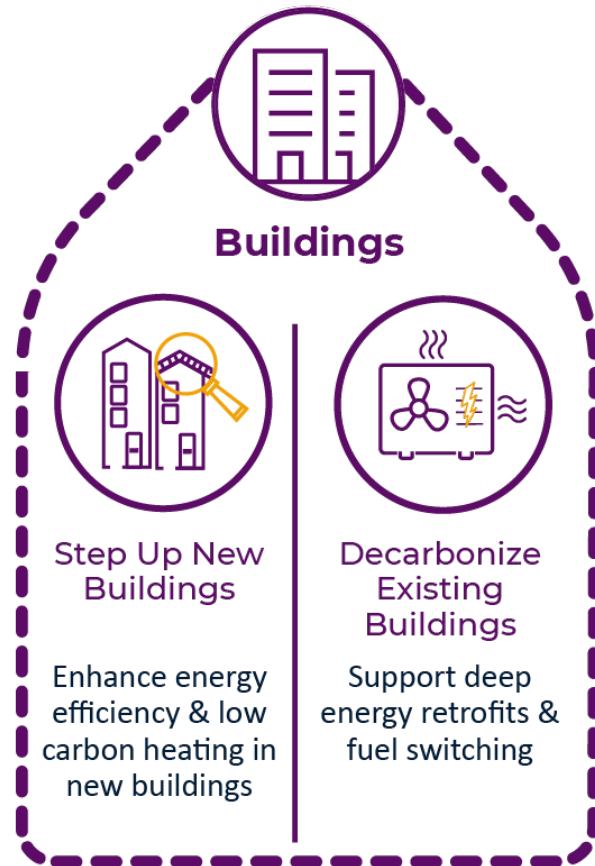 Buildings
Step Up New
Buildings
Enhance energy
efficiency & low
carbon heating in
new buildings
Decarbonize
Existing
Buildings
Support deep
energy retrofits &
fuel switching